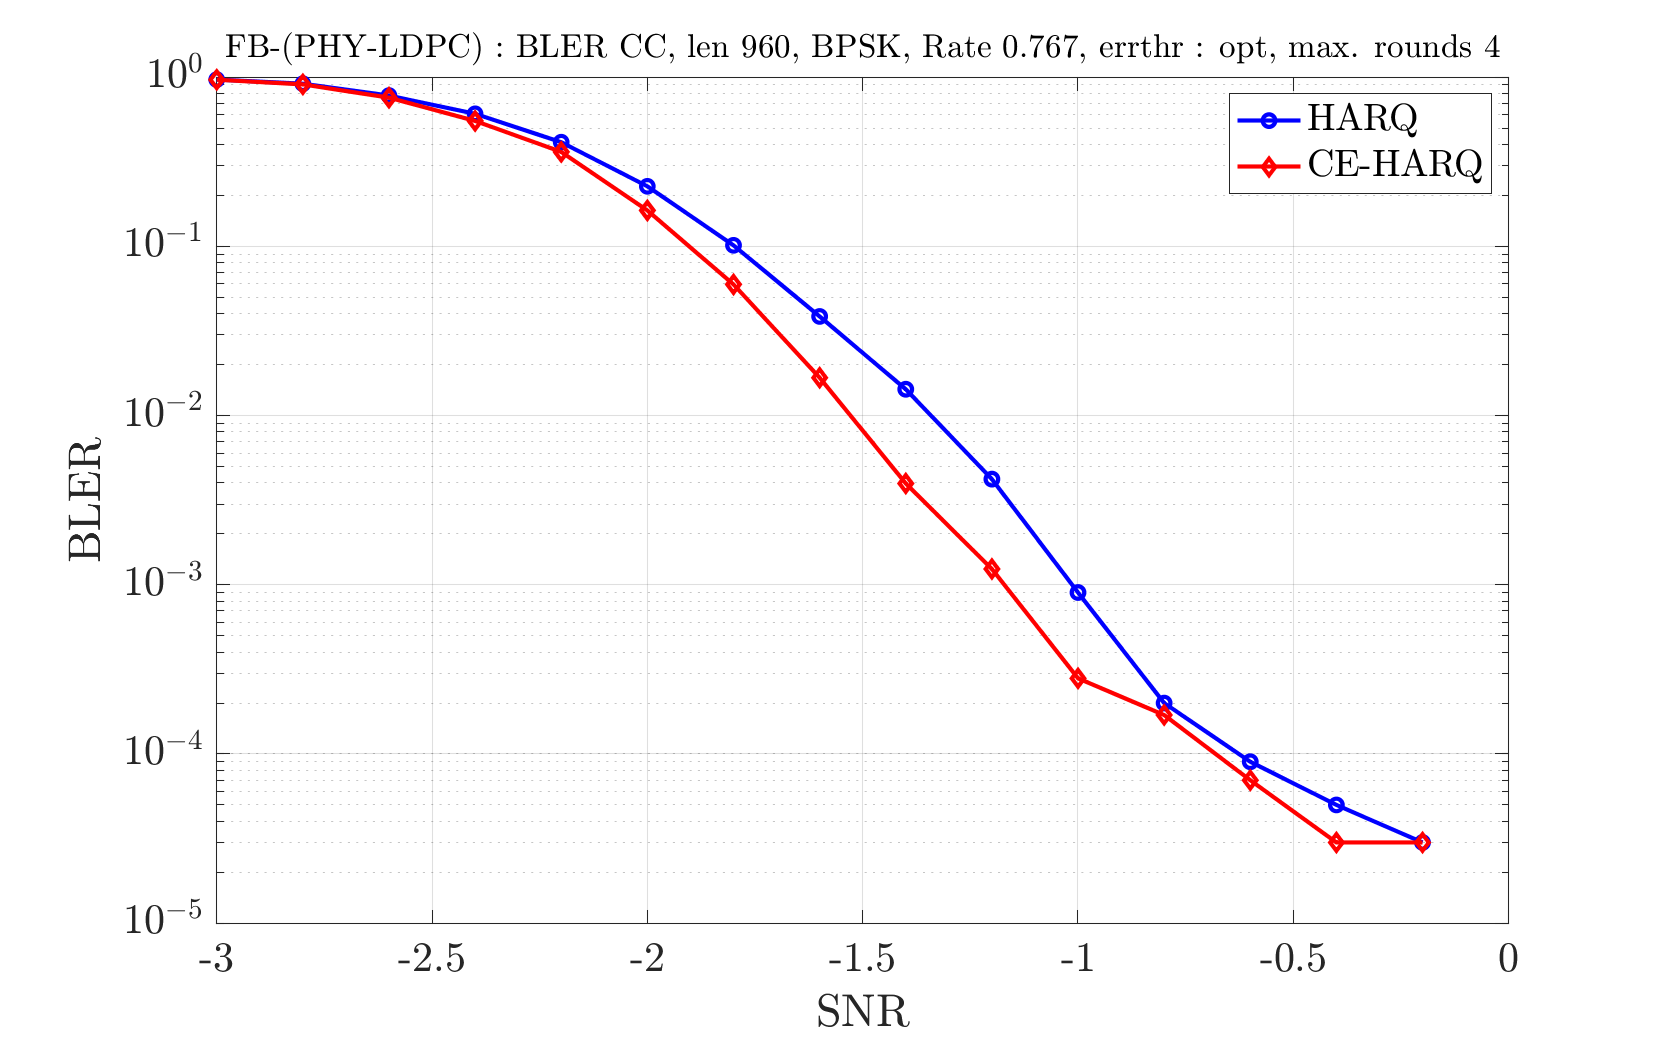 FB-(PHY-LDPC) : BLER CC, len 960, BPSK, Rate 0.767, errthr : opt, max. rounds 4
HARQ
CE-HARQ
BLER
10^0
10^{-1}
10^{-2}
10^{-3}
10^{-4}
10^{-5}
-3 -2.5 -2 -1.5 -1 -0.5 0
SNR